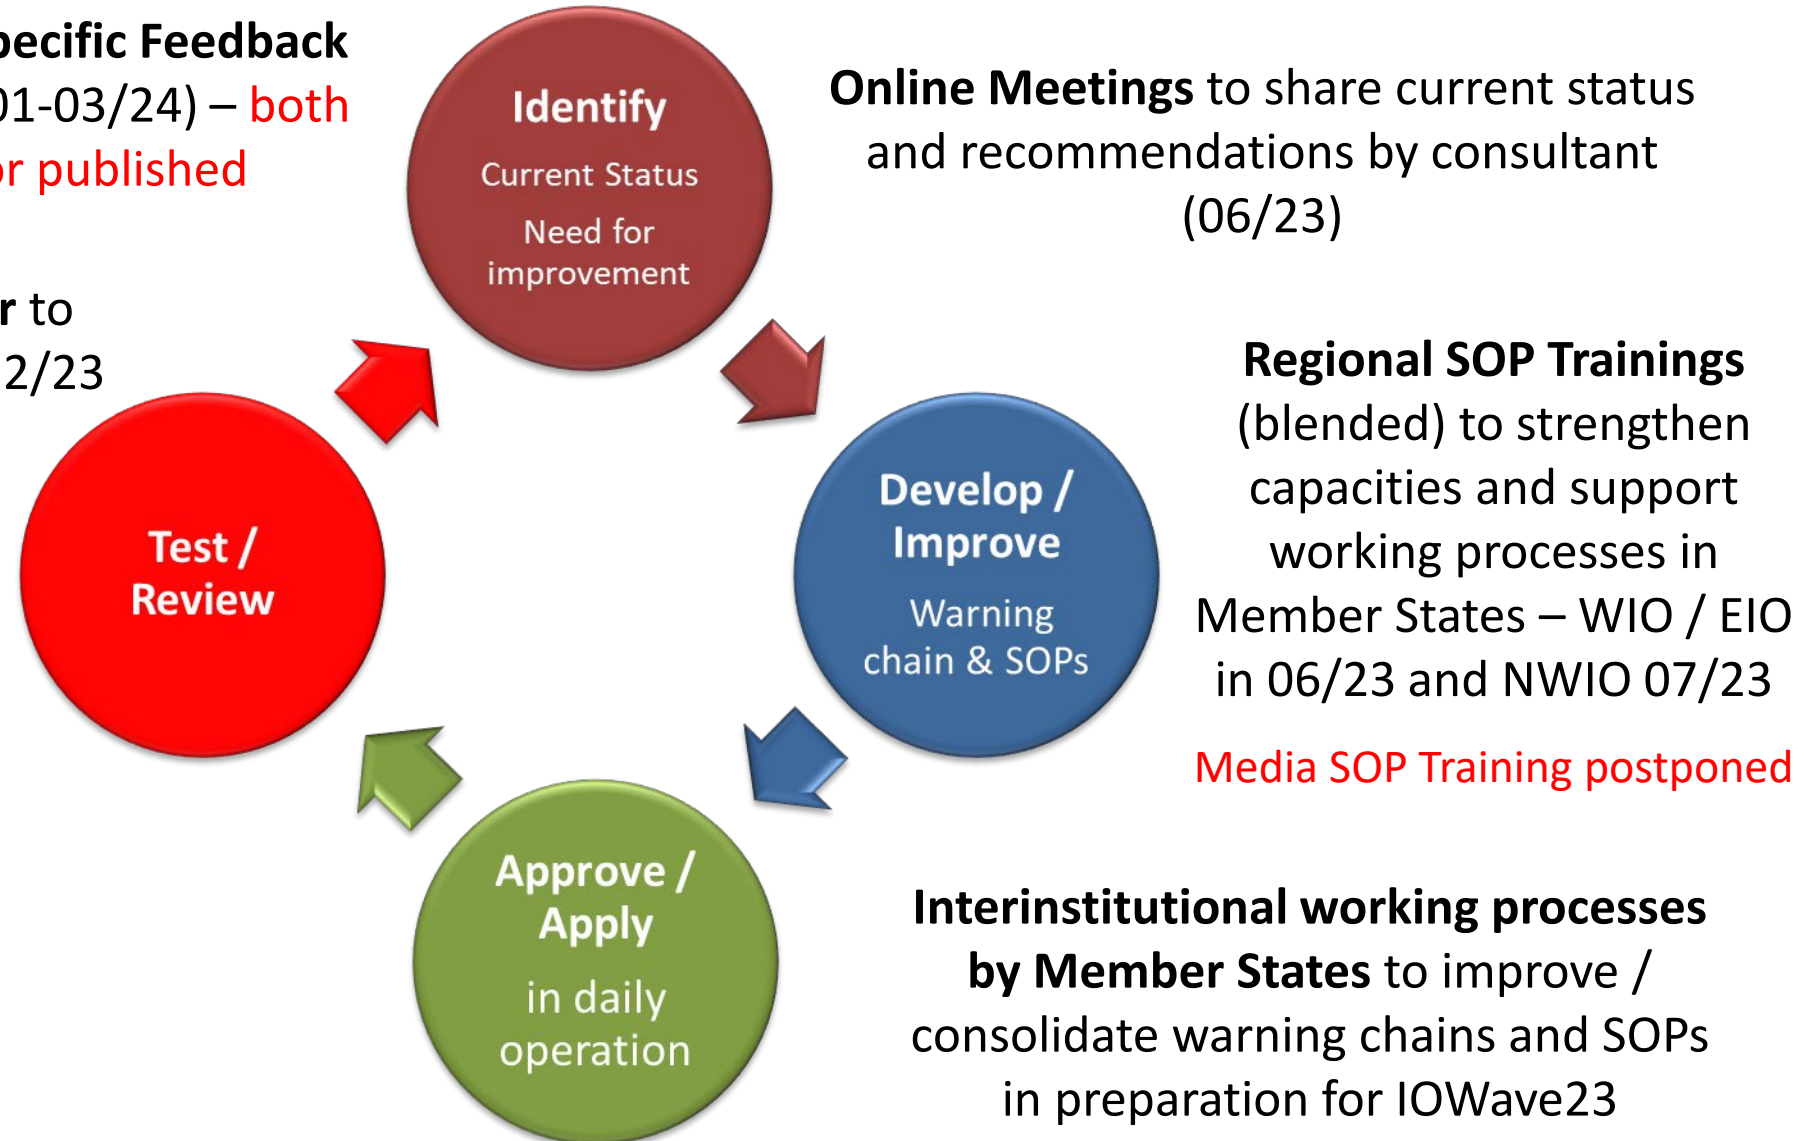 pecific Feedback
01-03/24) – both
or published
r to
2/23
Identify
Current Status
Need for
improvement
Online Meetings to share current status
and recommendations by consultant
(06/23)
Develop /
Improve
Warning
chain & SOPs
Regional SOP Trainings
(blended) to strengthen
capacities and support
working processes in
Member States – WIO / EIO
in 06/23 and NWIO 07/23
Media SOP Training postponed
Test /
Review
Approve /
Apply
in daily
operation
Interinstitutional working processes
by Member States to improve /
consolidate warning chains and SOPs
in preparation for IOWave23